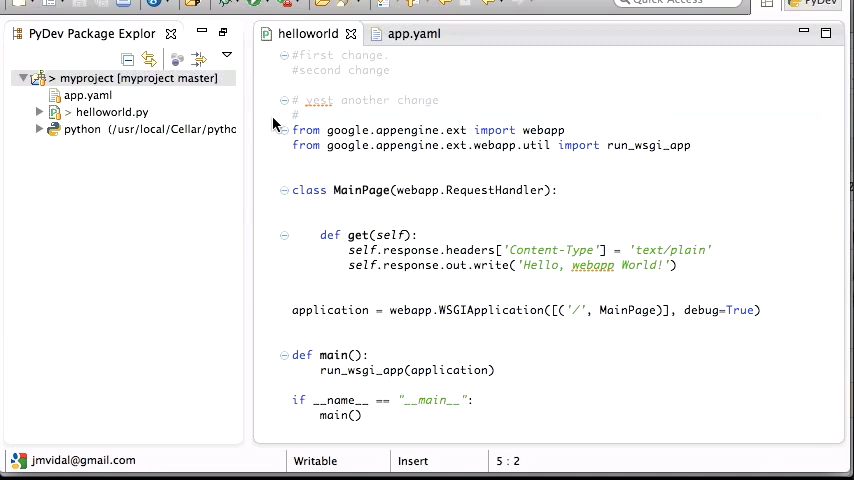 Quick Access
PyDev
PyDev Package Explor
helloworld
app.yaml
> myproject [myproject master]
app.yaml
> helloworld.py
python (/usr/local/Cellar/pytho
#first change.
#second change
# yest another change
#
from google.appengine.ext import webapp
from google.appengine.ext.webapp.util import run_wsgi_app
class MainPage(webapp.RequestHandler):
def get(self):
self.response.headers['Content-Type'] = 'text/plain'
self.response.out.write('Hello, webapp World!')
application = webapp.WSGIApplication([('/', MainPage)], debug=True)
def main():
run_wsgi_app(application)
if __name__ == "__main__":
main()
jmvidal@gmail.com
Writable
Insert
5 : 2